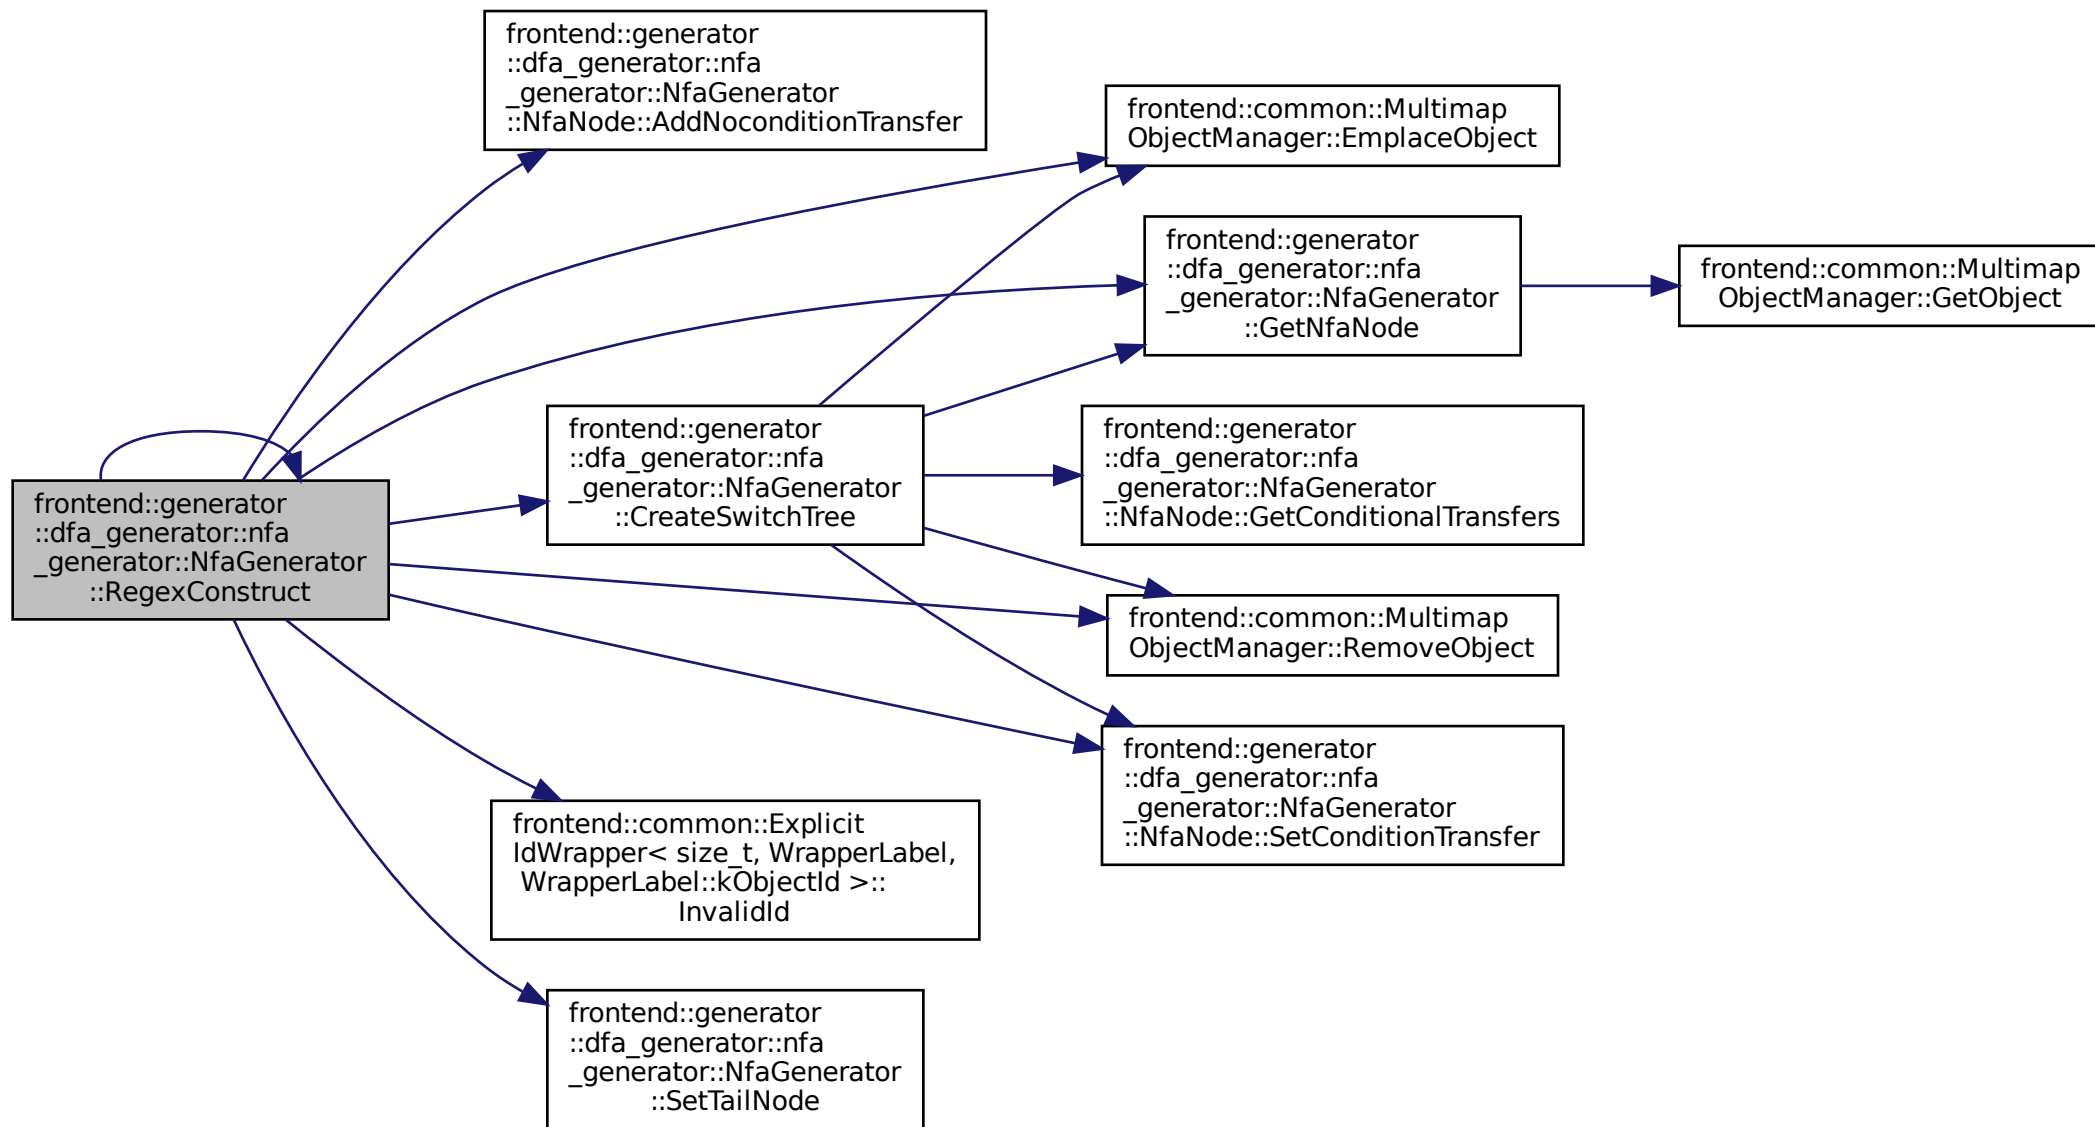 frontend::generator
::dfa_generator::nfa
_generator::NfaGenerator
::RegexConstruct
frontend::generator
::dfa_generator::nfa
_generator::NfaGenerator
::NfaNode::AddNoconditionTransfer
frontend::common::Multimap
ObjectManager::EmplaceObject
frontend::generator
::dfa_generator::nfa
_generator::NfaGenerator
::GetNfaNode
frontend::common::Multimap
ObjectManager::GetObject
frontend::generator
::dfa_generator::nfa
_generator::NfaGenerator
::CreateSwitchTree
frontend::generator
::dfa_generator::nfa
_generator::NfaGenerator
::NfaNode::GetConditionalTransfers
frontend::common::Multimap
ObjectManager::RemoveObject
frontend::generator
::dfa_generator::nfa
_generator::NfaGenerator
::NfaNode::SetConditionTransfer
frontend::common::Explicit
IdWrapper< size_t, WrapperLabel,
WrapperLabel::kObjectId >::
InvalidId
frontend::generator
::dfa_generator::nfa
_generator::NfaGenerator
::SetTailNode